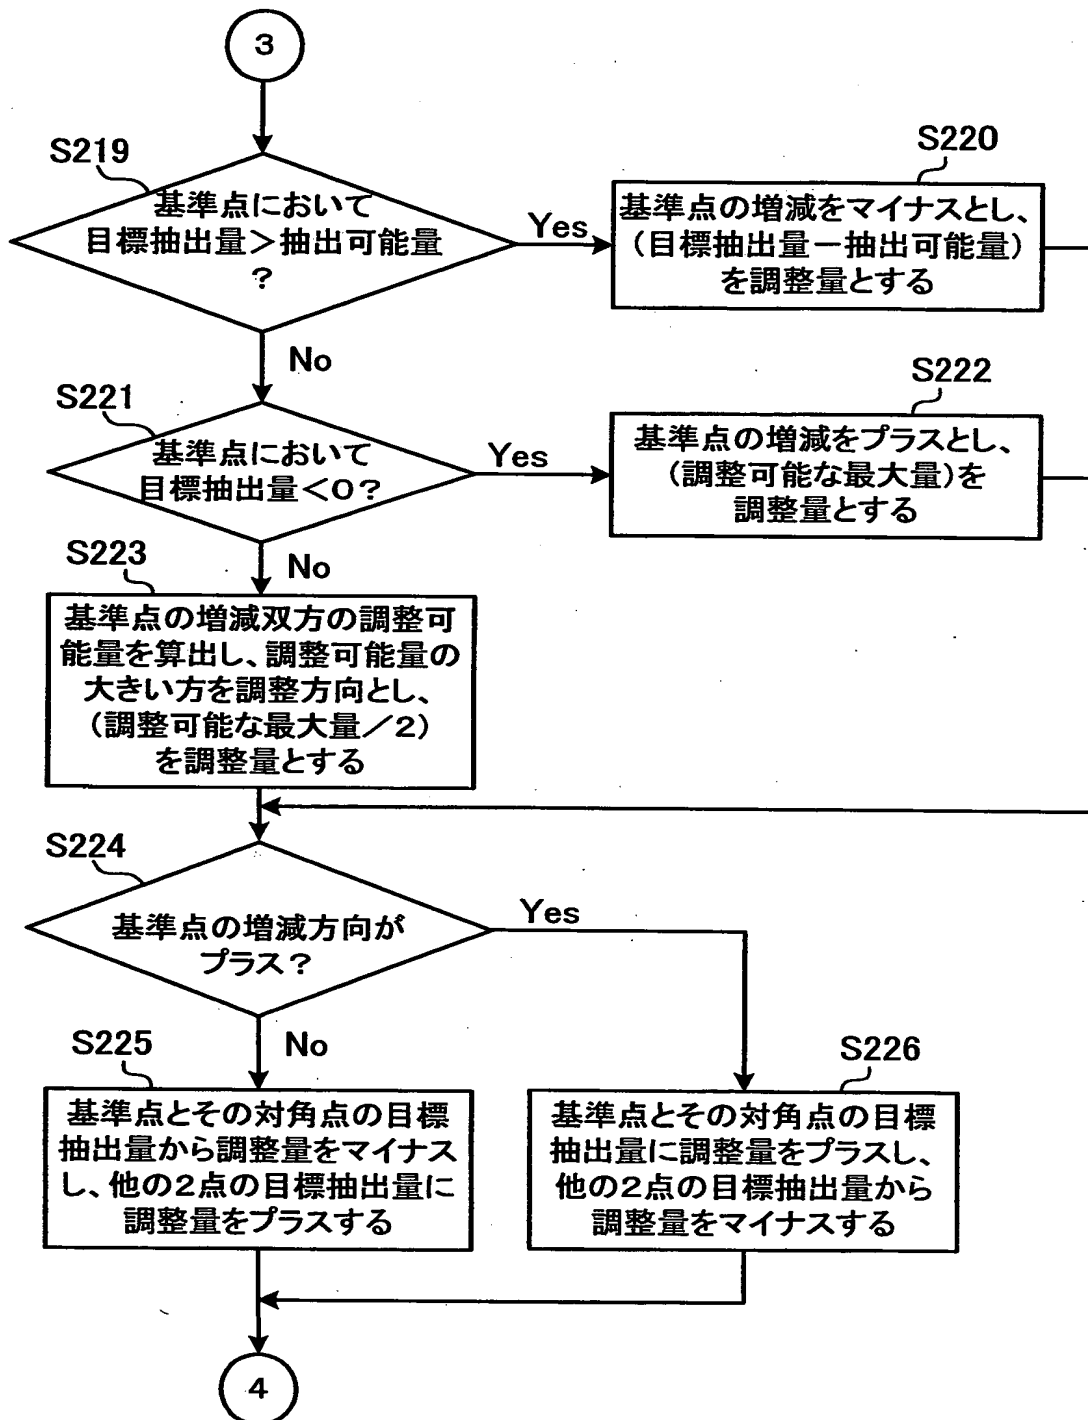 3
S219
基準点において
目標抽出量＞抽出可能量
？
Yes
S220
基準点の増減をマイナスとし、
（目標抽出量－抽出可能量）
を調整量とする
No
S221
基準点において
目標抽出量＜０？
Yes
S222
基準点の増減をプラスとし、
（調整可能な最大量）を
調整量とする
No
S223
基準点の増減双方の調整可
能量を算出し、調整可能量の
大きい方を調整方向とし、
（調整可能な最大量／２）
を調整量とする
S224
基準点の増減方向が
プラス？
Yes
No
S225
基準点とその対角点の目標
抽出量から調整量をマイナス
し、他の２点の目標抽出量に
調整量をプラスする
S226
基準点とその対角点の目標
抽出量に調整量をプラスし、
他の２点の目標抽出量から
調整量をマイナスする
4